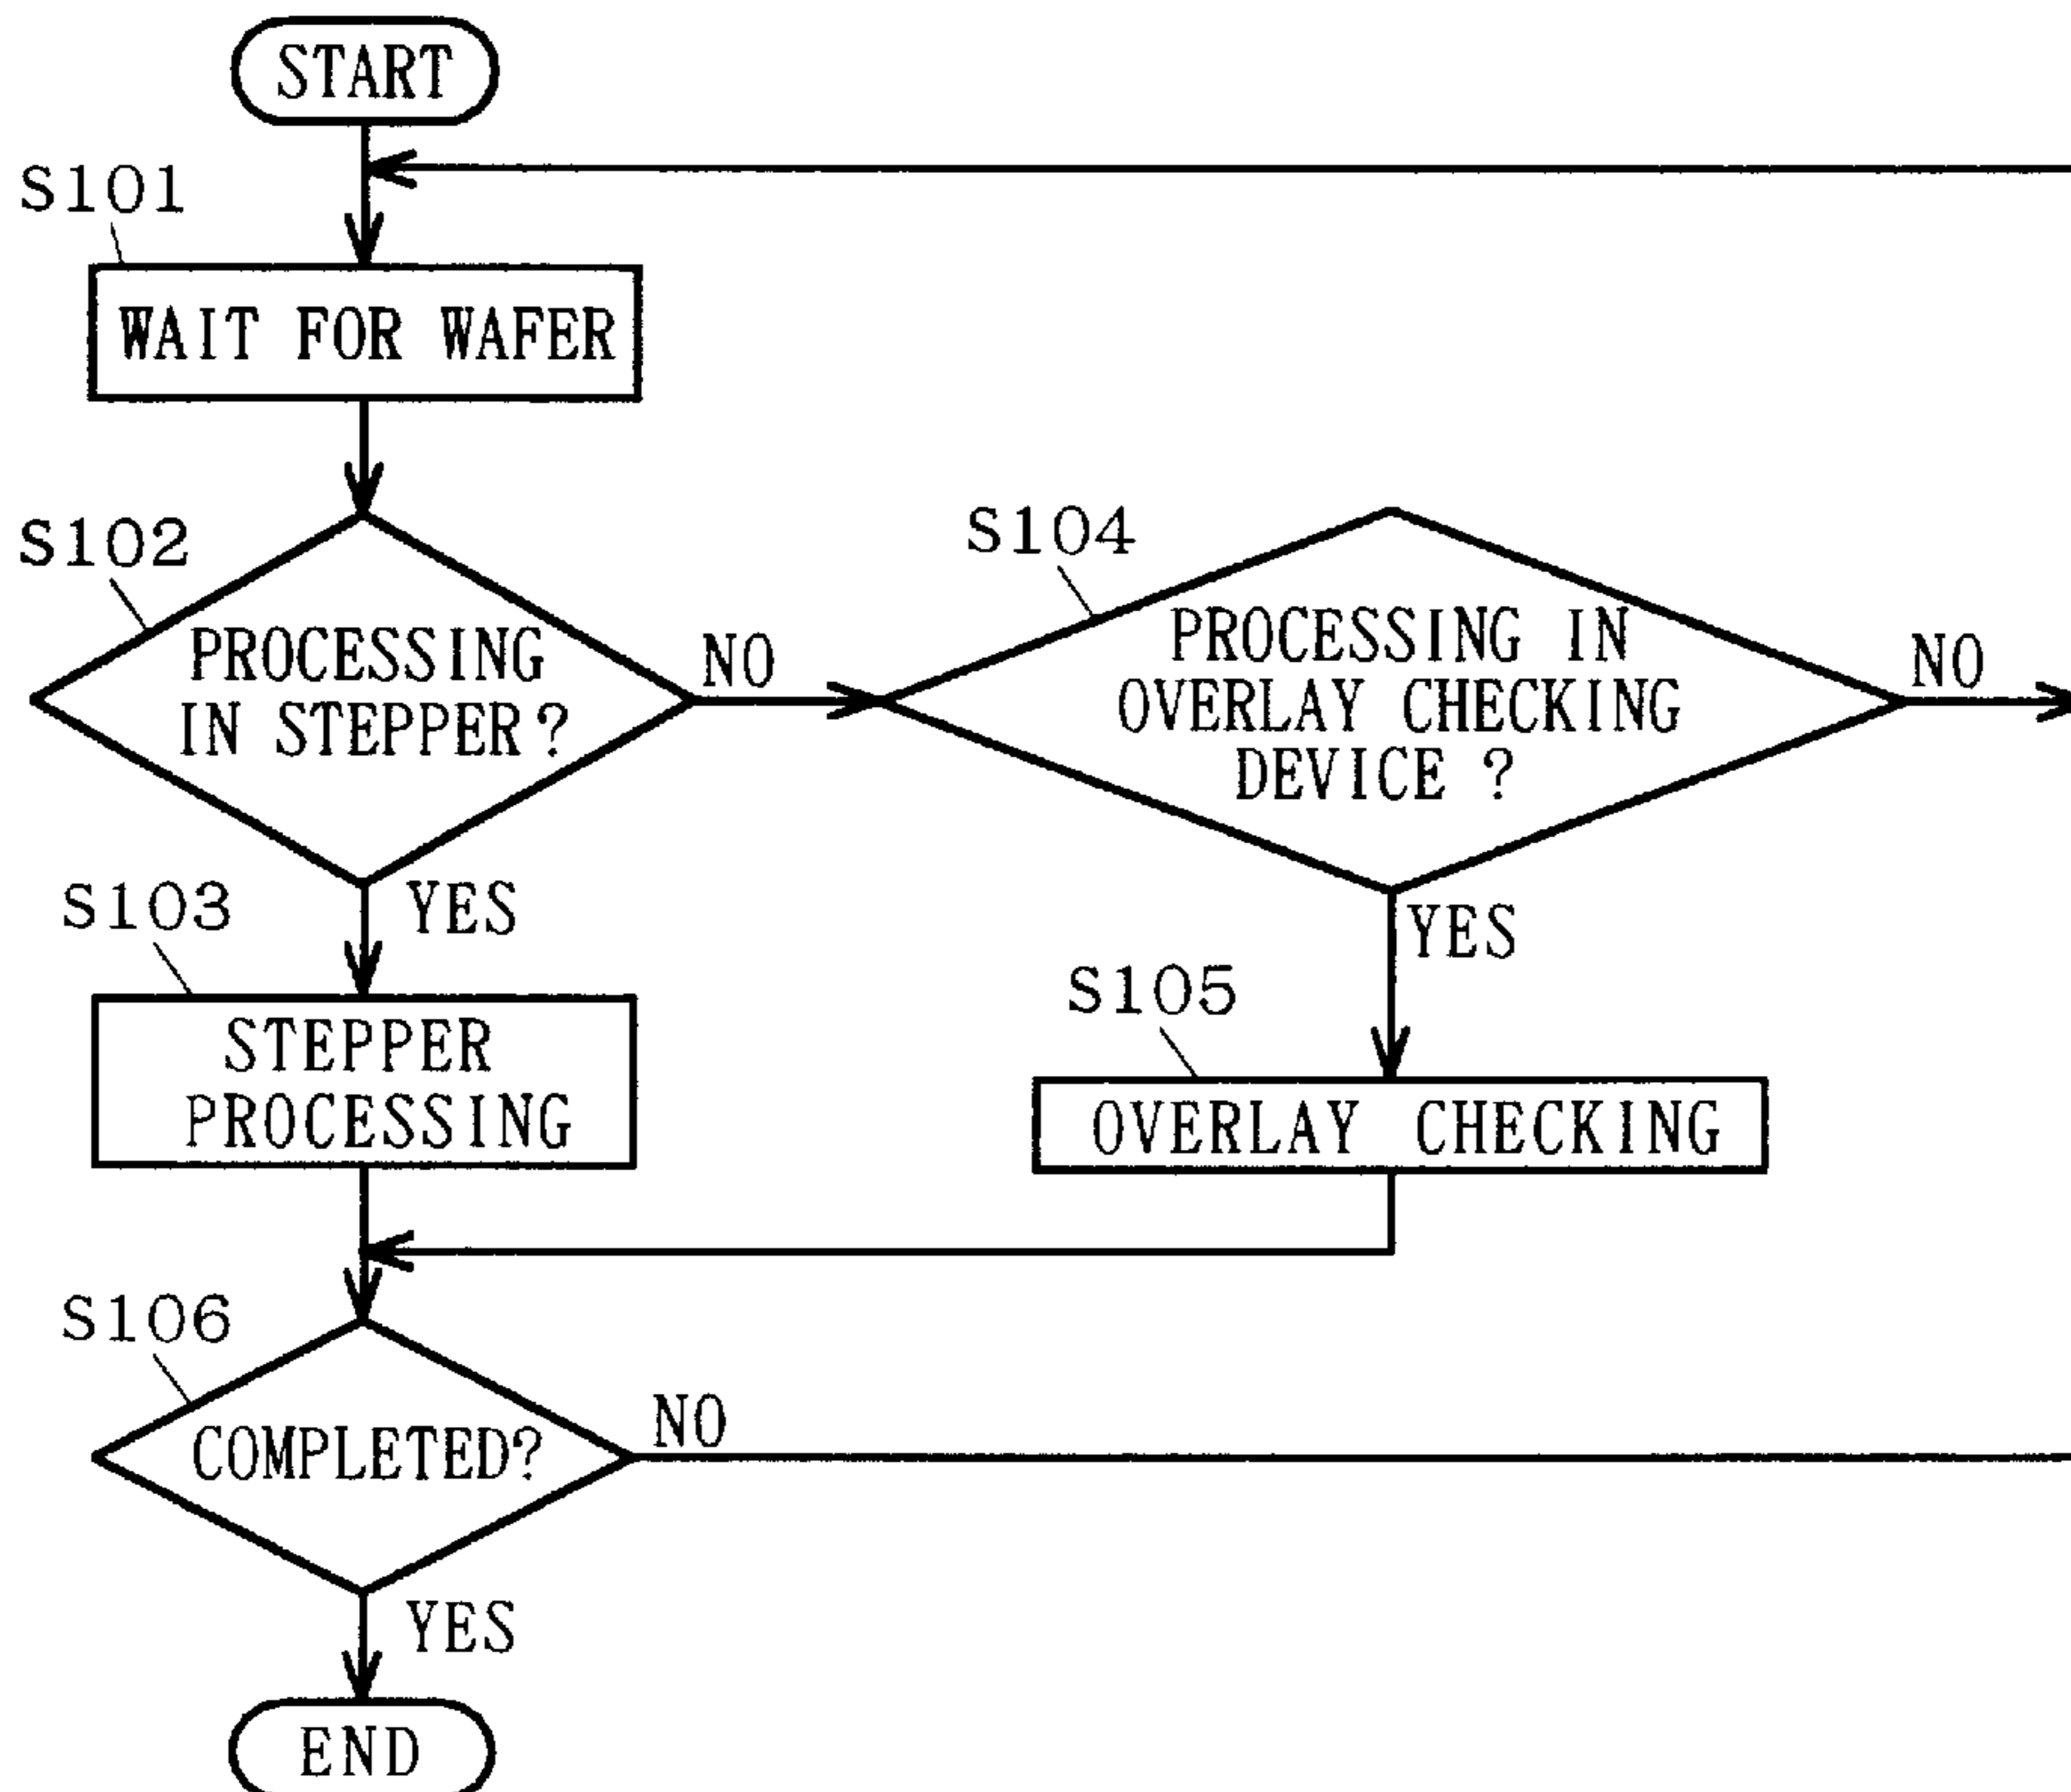 START
S101
WAIT FOR WAFER
S102
PROCESSING
IN STEPPER?
NO
S104
PROCESSING IN
OVERLAY CHECKING
DEVICE ?
NO
YES
S103
STEPPER
PROCESSING
YES
S105
OVERLAY CHECKING
S106
COMPLETED?
NO
YES
END